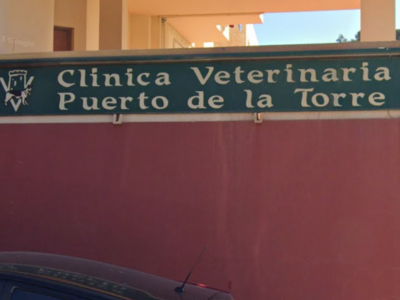 Clinica Veterinaria
Puerto de la Torre